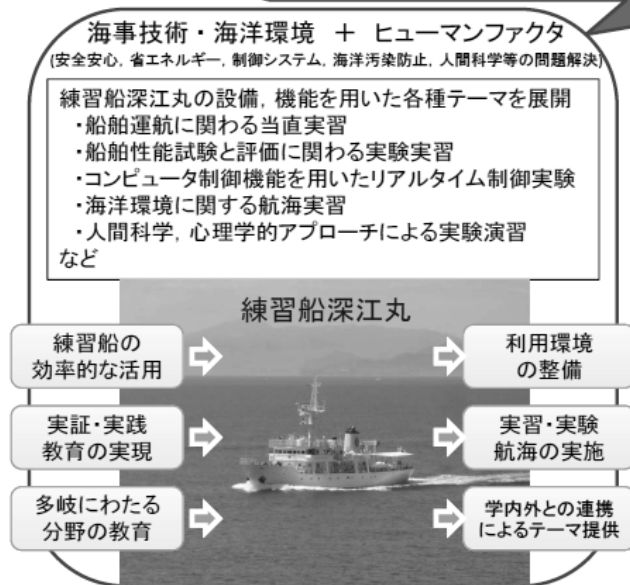 海事技術・海洋環境 + ヒューマンファクタ
(安全安心, 省エネルギー, 制御システム, 海洋汚染防止, 人間科学等の問題解決)
練習船深江丸の設備, 機能を用いた各種テーマを展開
・船舶運航に関わる当直実習
・船舶性能試験と評価に関わる実験実習
・コンピュータ制御機能を用いたリアルタイム制御実験
・海洋環境に関する航海実習
・人間科学, 心理学的アプローチによる実験演習
など
練習船深江丸
練習船の
効率的な活用
利用環境
の整備
実証・実践
教育の実現
実習・実験
航海の実施
多岐にわたる
分野の教育
学内外との連携
によるテーマ提供